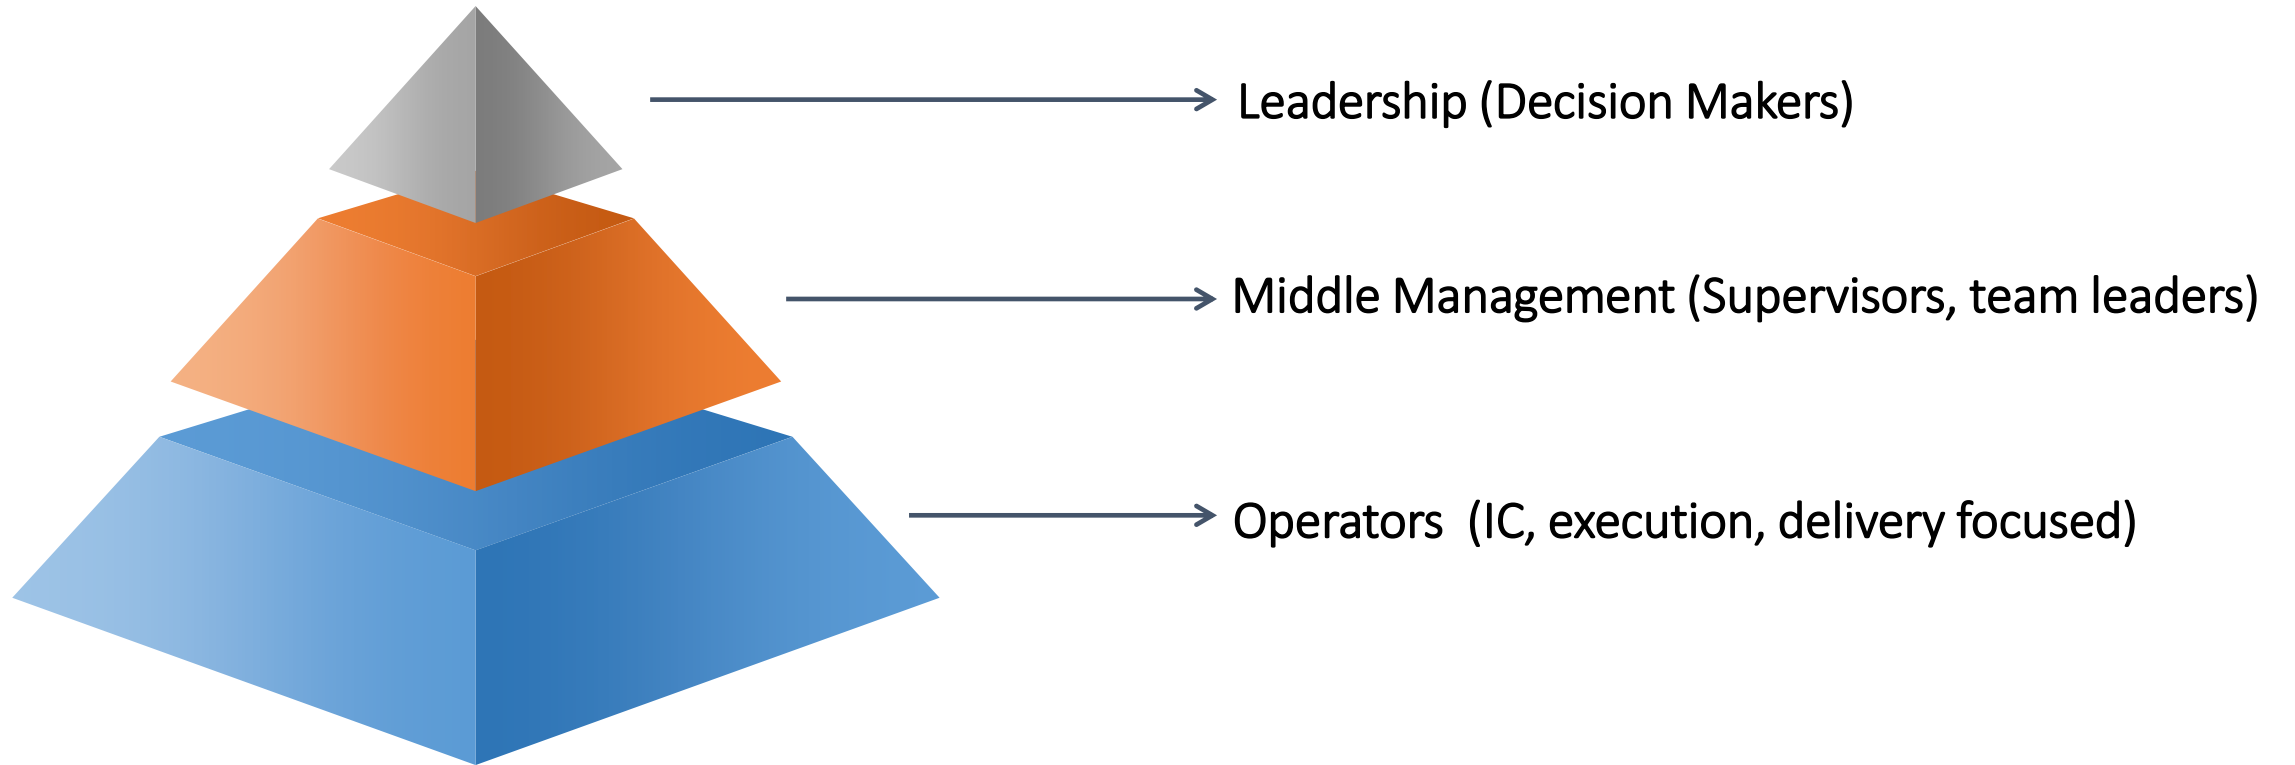 Leadership (Decision Makers)
Middle Management (Supervisors, team leaders)
Operators  (IC, execution, delivery focused)